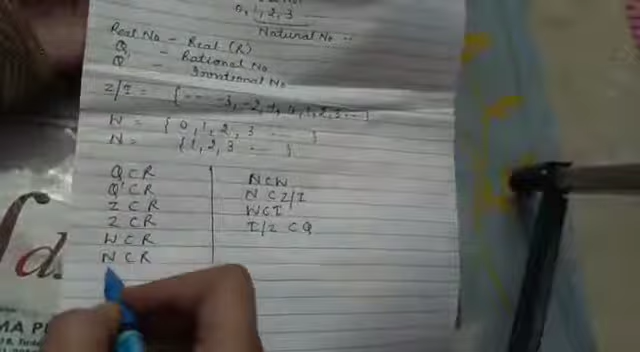 0, 1, 2, 3
Natural No.
Real No - Real (R)
Q - Rational No
Q' - Irrational No
Z/I = { --- -3, -2, -1, 0, 1, 2, 3 --- }
W = { 0, 1, 2, 3 --- }
N = { 1, 2, 3 --- }
Q ⊂ R
Q' ⊂ R
Z ⊂ R
Z ⊂ R
W ⊂ R
N ⊂ R
N ⊂ W
N ⊂ Z/I
W ⊂ I
I/Z ⊂ Q